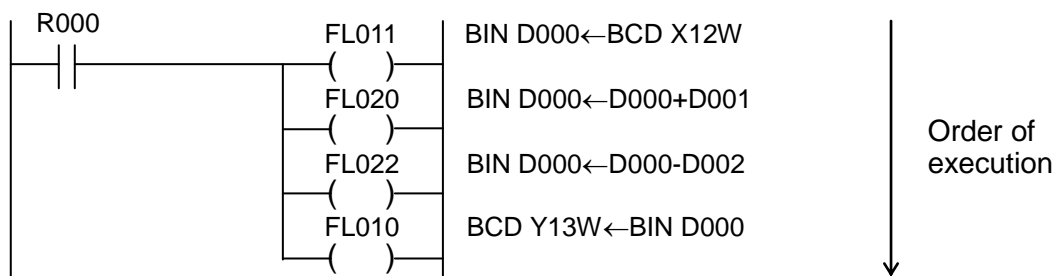 R000
FL011 BIN D000←BCD X12W
FL020 BIN D000←D000+D001
FL022 BIN D000←D000-D002
FL010 BCD Y13W←BIN D000
Order of
execution